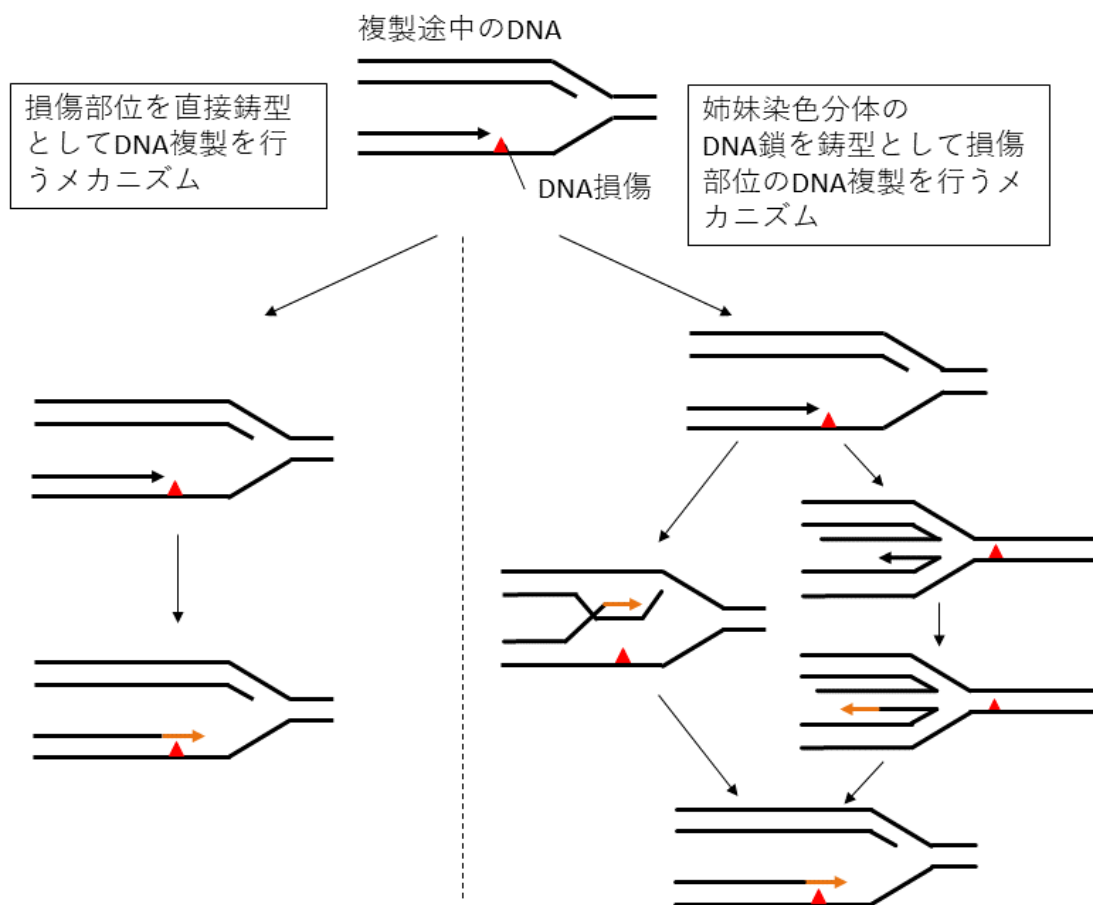 複製途中のDNA
損傷部位を直接鋳型
としてDNA複製を行
うメカニズム
姉妹染色分体の
DNA鎖を鋳型として損傷
部位のDNA複製を行うメ
カニズム
DNA損傷